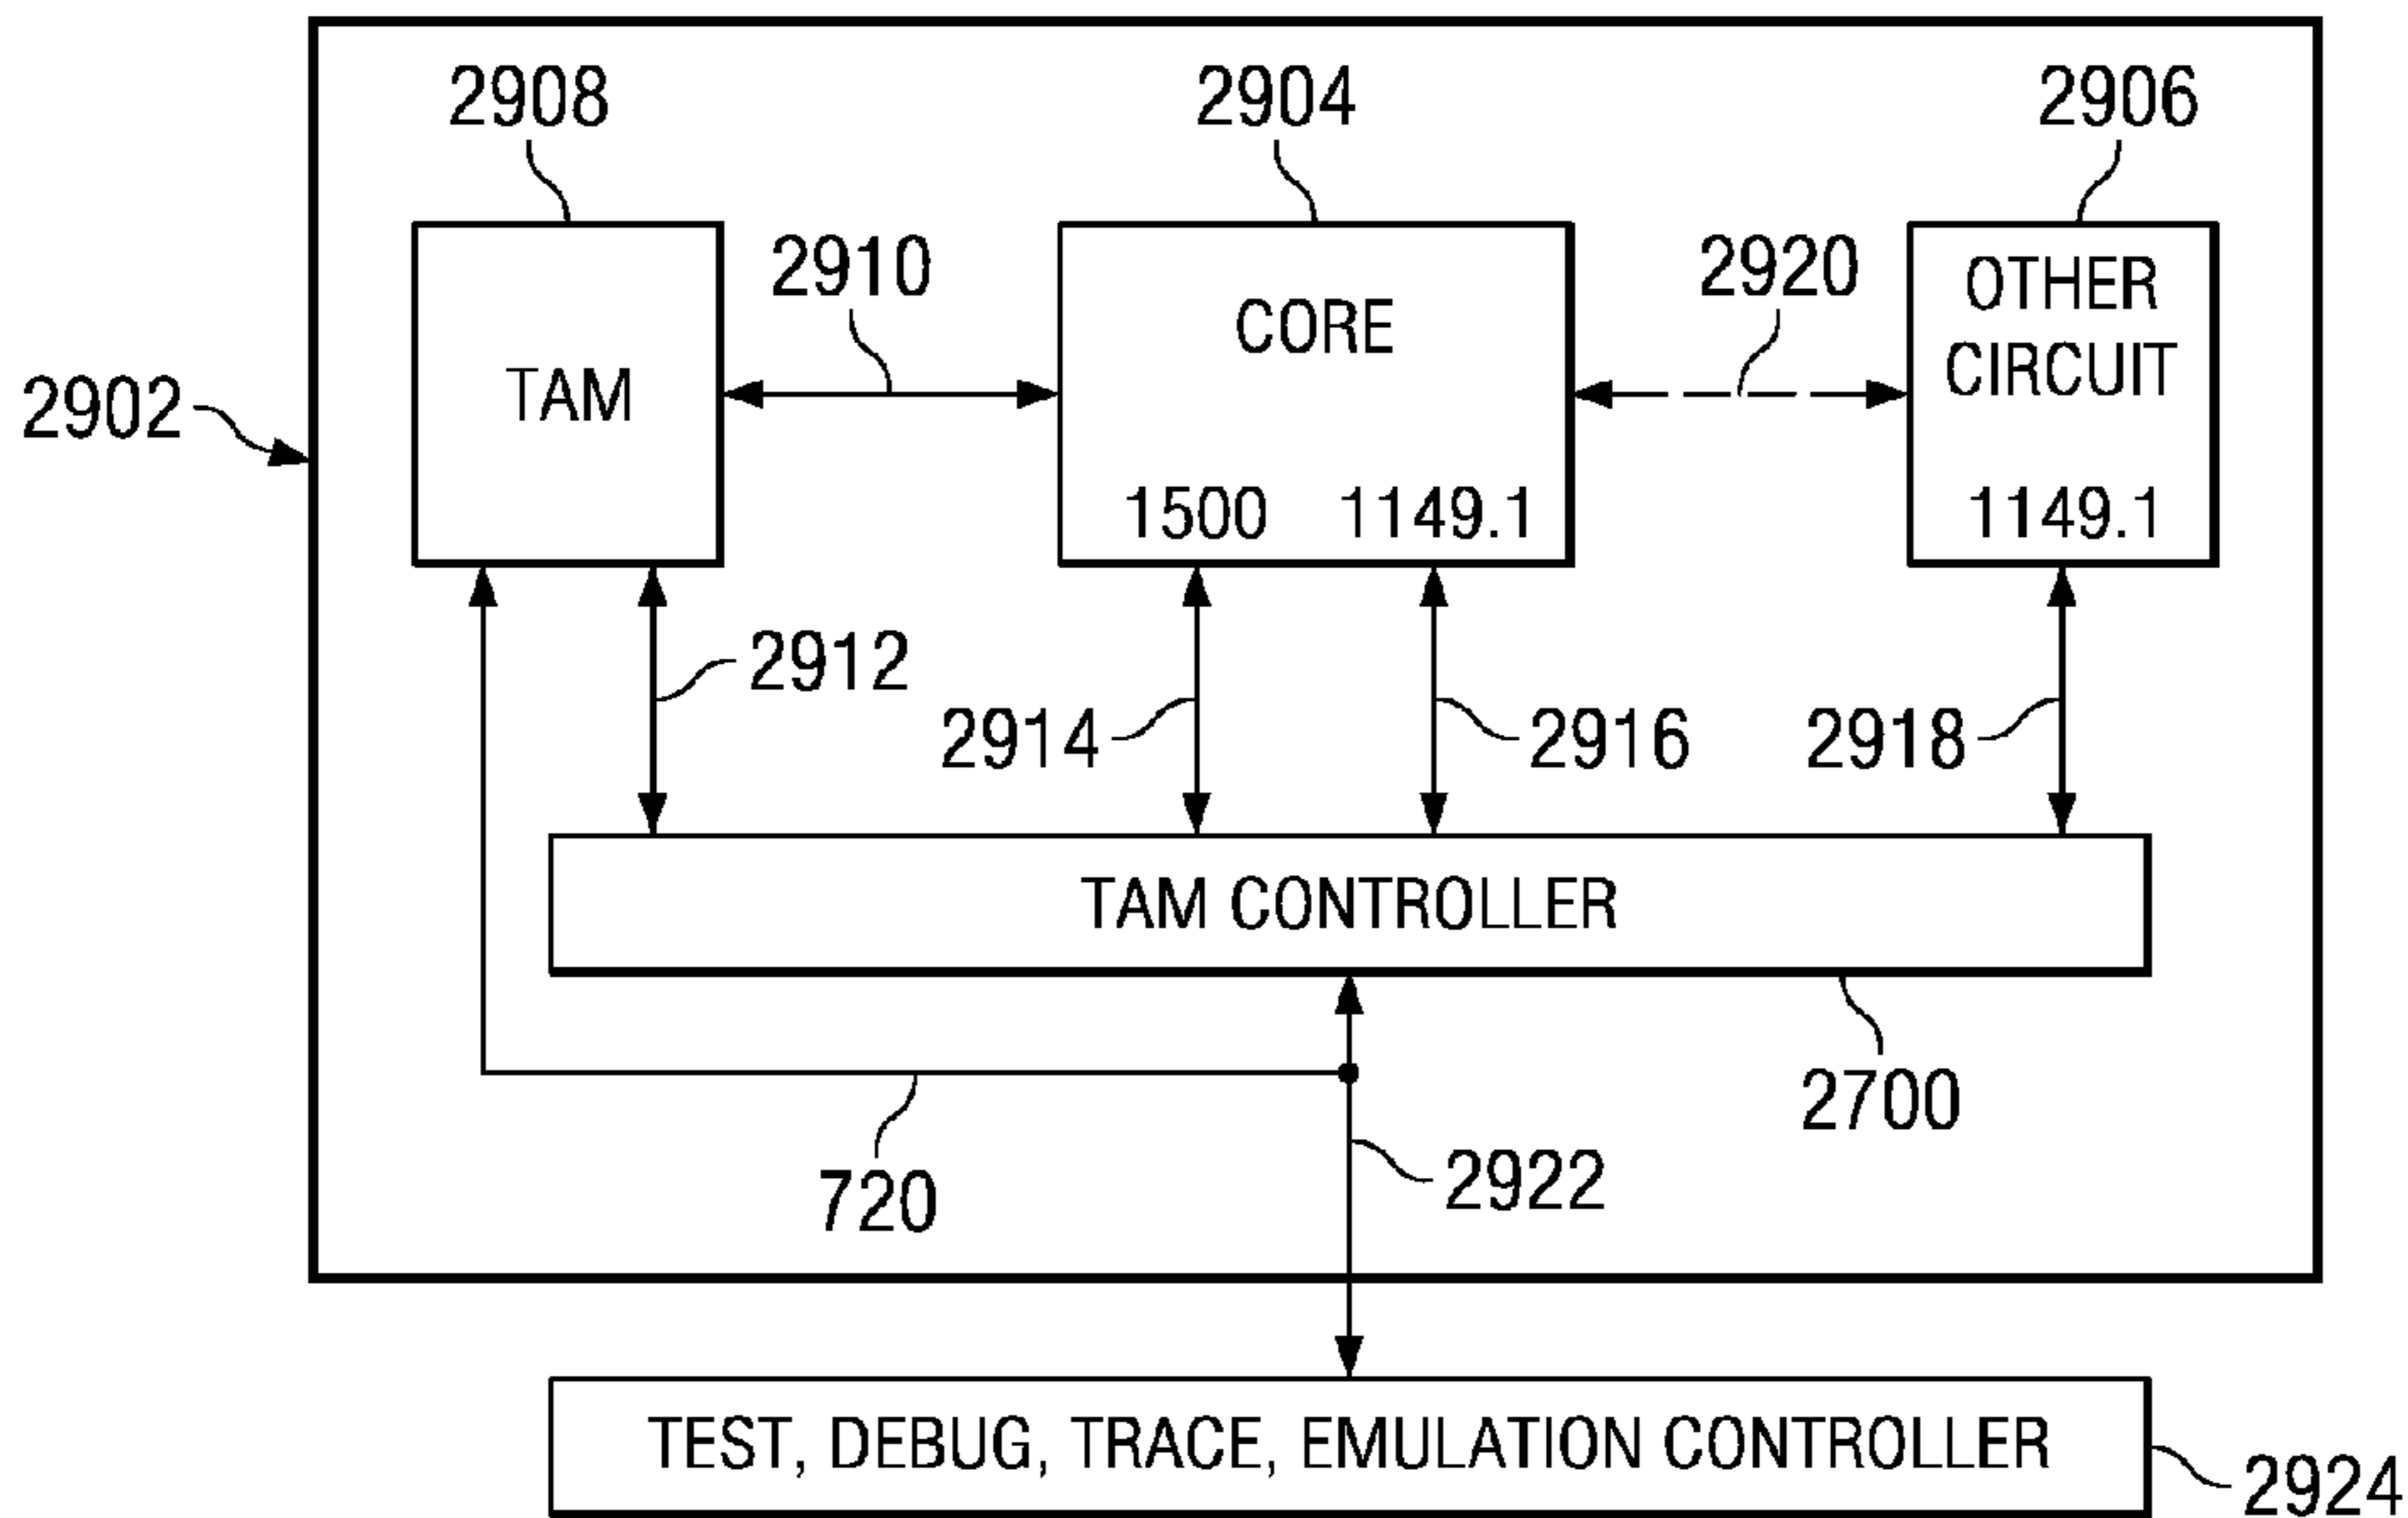 2908
2904
2906
2910
2920
OTHER
CIRCUIT
CORE
TAM
2902
1500 1149.1
1149.1
2912
2914
2916
2918
TAM CONTROLLER
2700
720
2922
TEST, DEBUG, TRACE, EMULATION CONTROLLER
2924